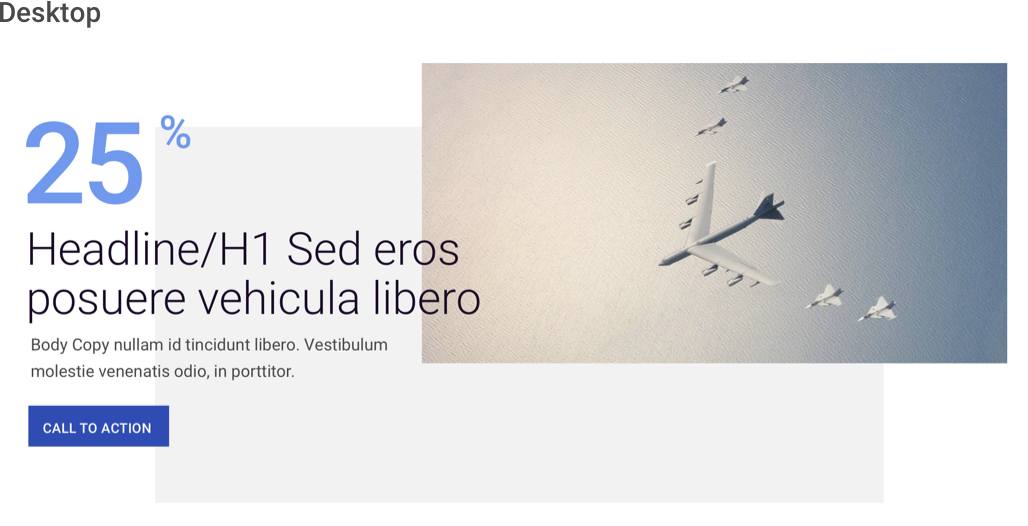 Desktop
25%
Headline/H1 Sed eros
posuere vehicula libero
Body Copy nullam id tincidunt libero. Vestibulum
molestie venenatis odio, in porttitor.
CALL TO ACTION